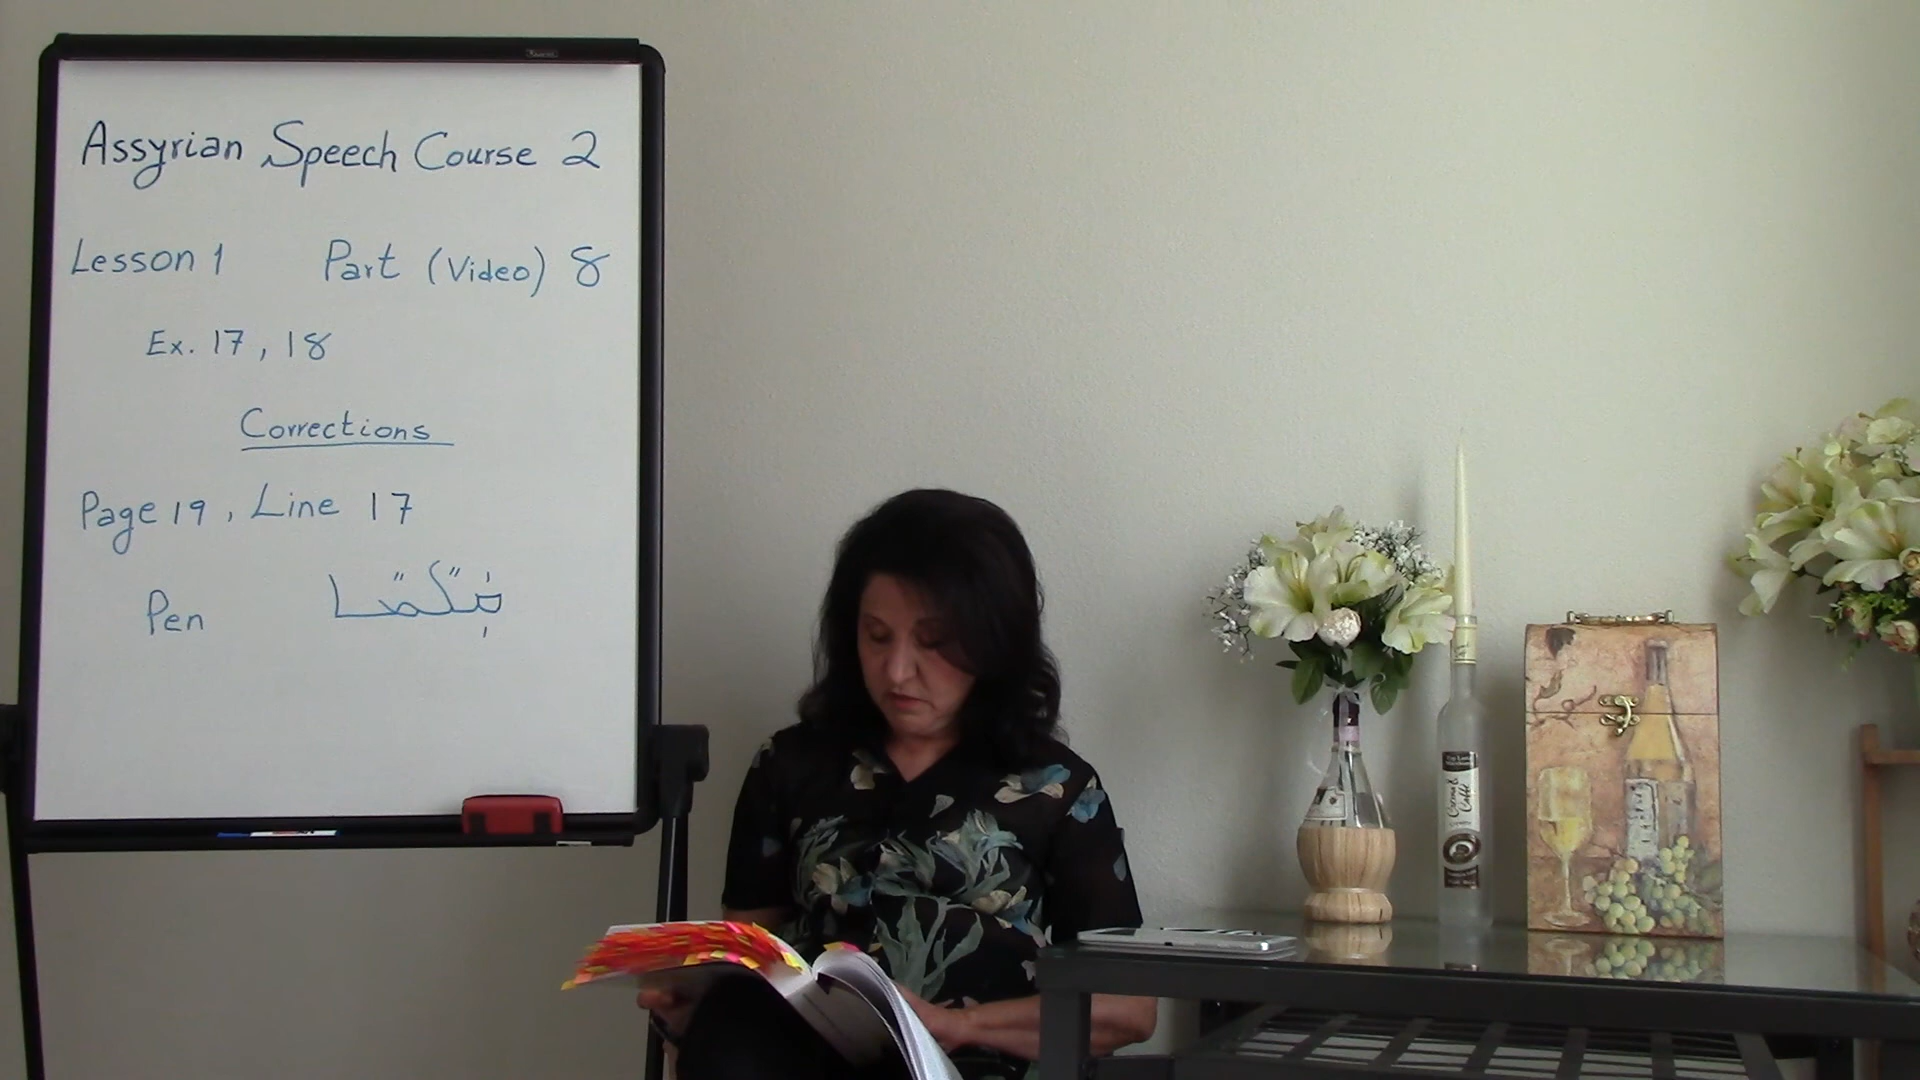 Assyrian Speech Course 2
Lesson 1 Part (Video) 8
Ex. 17, 18
Corrections
Page 19, Line 17
Pen ܩܲܠܵܡܵܐ